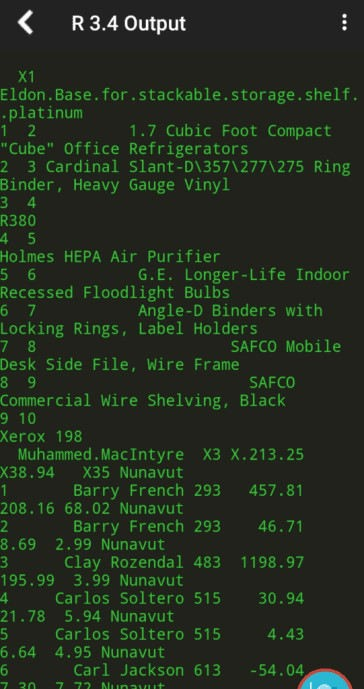 R 3.4 Output
X1
Eldon.Base.for.stackable.storage.shelf.
.platinum
1 2 1.7 Cubic Foot Compact
"Cube" Office Refrigerators
2 3 Cardinal Slant-D\357\277\275 Ring
Binder, Heavy Gauge Vinyl
3 4
R380
4 5
Holmes HEPA Air Purifier
5 6 G.E. Longer-Life Indoor
Recessed Floodlight Bulbs
6 7 Angle-D Binders with
Locking Rings, Label Holders
7 8 SAFCO Mobile
Desk Side File, Wire Frame
8 9 SAFCO
Commercial Wire Shelving, Black
9 10
Xerox 198
Muhammed.MacIntyre X3 X.213.25
X38.94 X35 Nunavut
1 Barry French 293 457.81
208.16 68.02 Nunavut
2 Barry French 293 46.71
8.69 2.99 Nunavut
3 Clay Rozendal 483 1198.97
195.99 3.99 Nunavut
4 Carlos Soltero 515 30.94
21.78 5.94 Nunavut
5 Carlos Soltero 515 4.43
6.64 4.95 Nunavut
6 Carl Jackson 613 -54.04
7.30 7.72 Nunavut